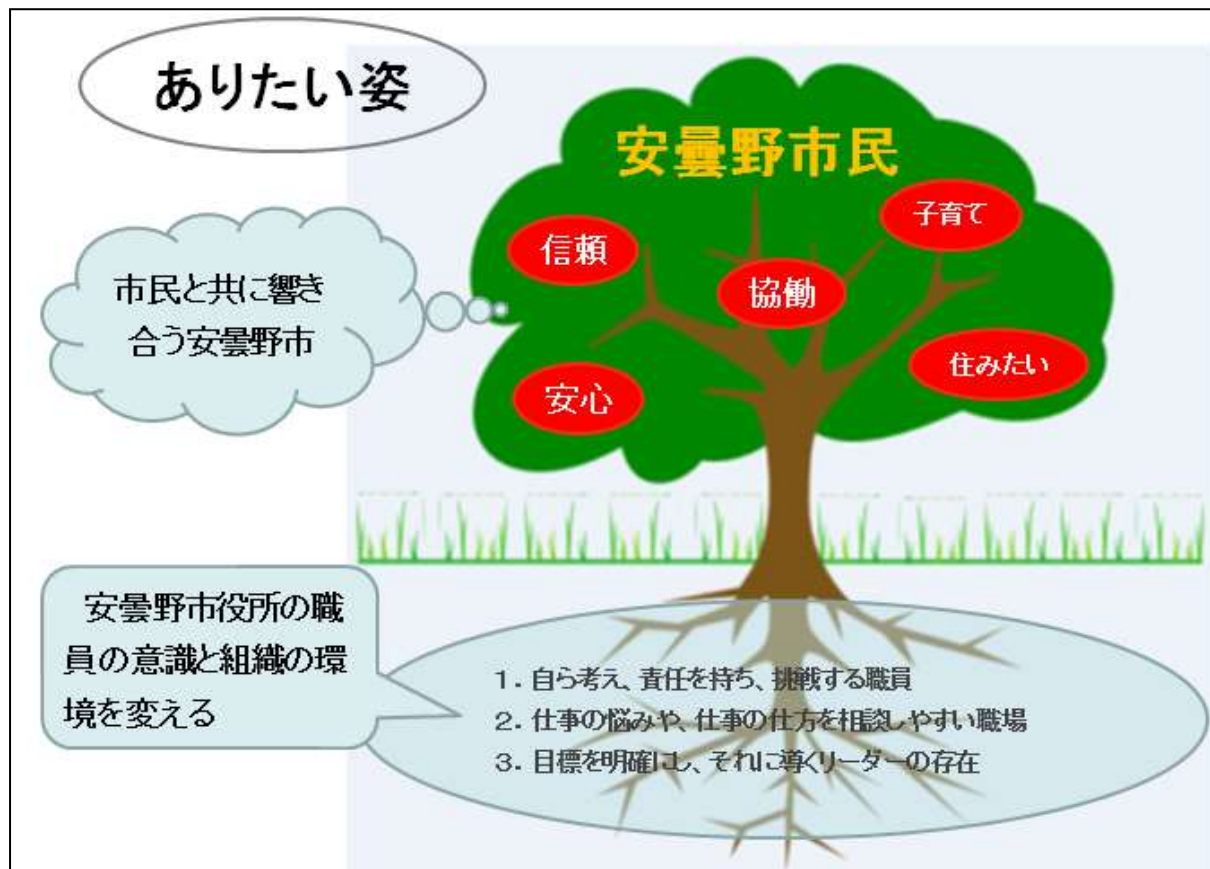 ありたい姿
安曇野市民
子育て
信頼
協働
市民と共に響き
合う安曇野市
住みたい
安心
安曇野市役所の職
員の意識と組織の環
境を変える
1. 自ら考え、責任を持ち、挑戦する職員
2. 仕事の悩みや、仕事の仕方を相談しやすい職場
3. 目標を明確にし、それに導くリーダーの存在